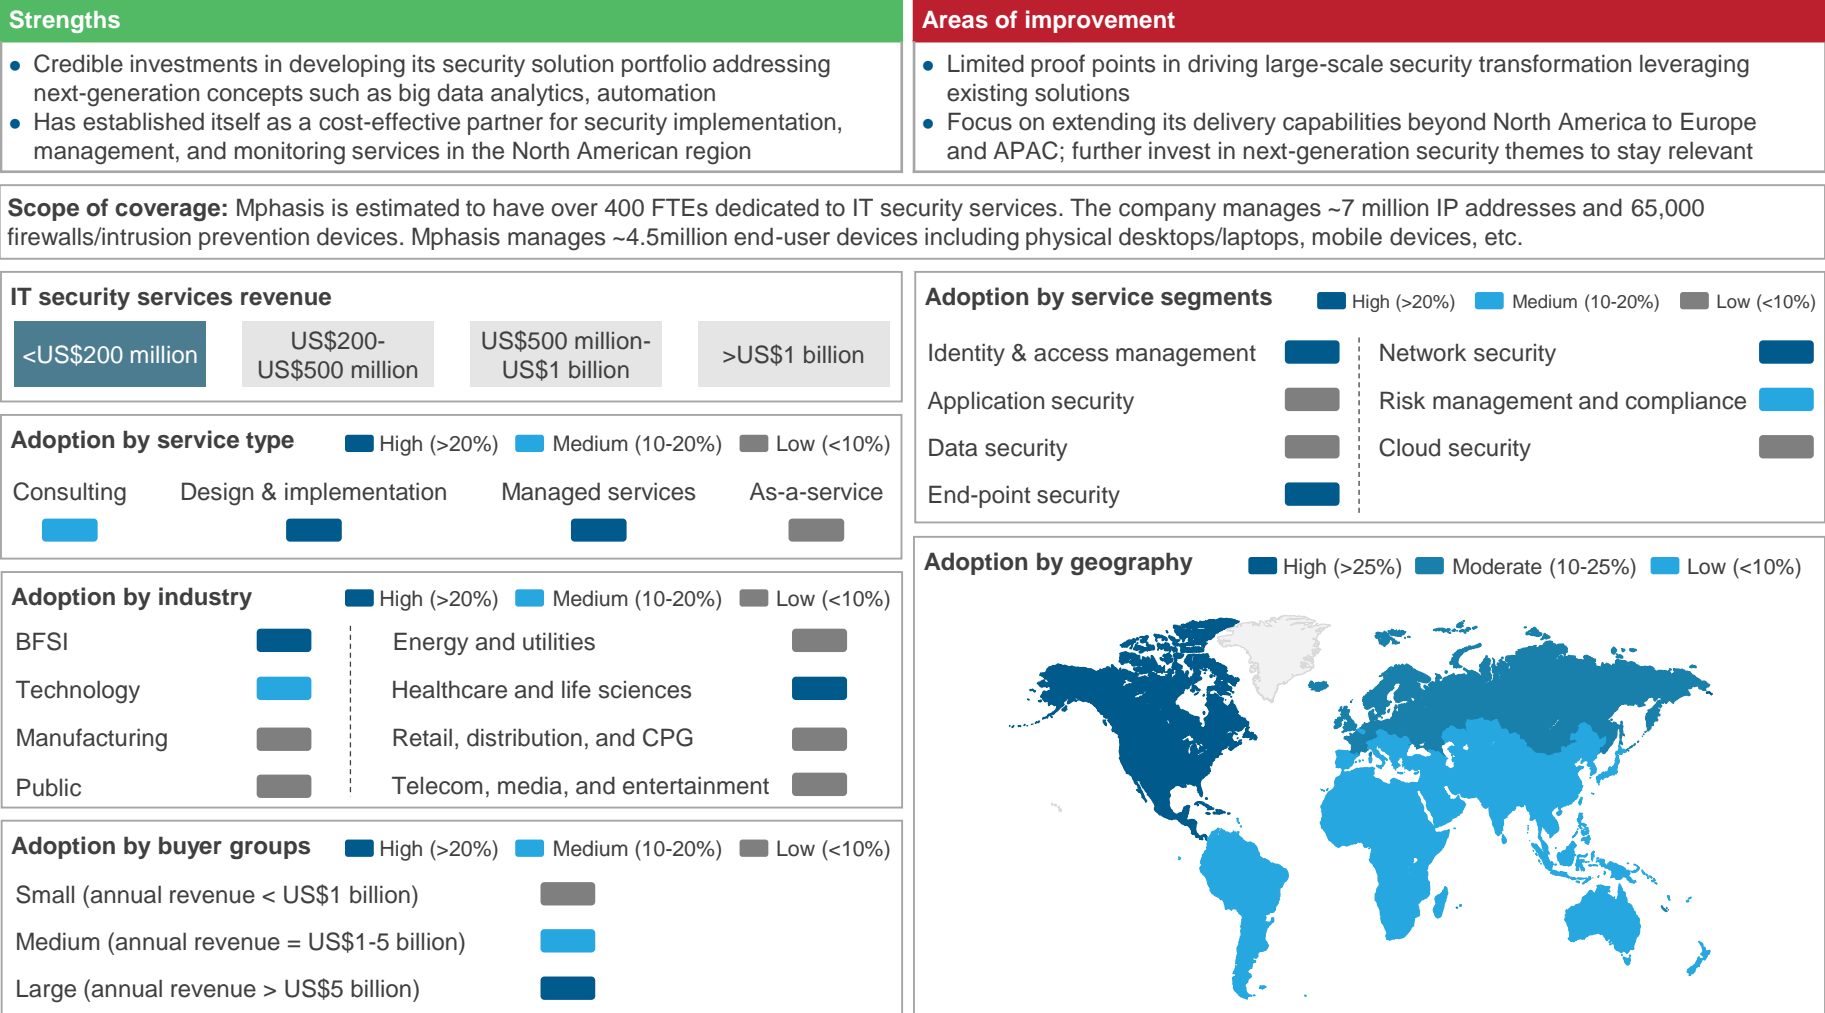 Strengths
● Credible investments in developing its security solution portfolio addressing
next-generation concepts such as big data analytics, automation
● Has established itself as a cost-effective partner for security implementation,
management, and monitoring services in the North American region
Areas of improvement
● Limited proof points in driving large-scale security transformation leveraging
existing solutions
● Focus on extending its delivery capabilities beyond North America to Europe
and APAC; further invest in next-generation security themes to stay relevant
Scope of coverage: Mphasis is estimated to have over 400 FTEs dedicated to IT security services. The company manages ~7 million IP addresses and 65,000
firewalls/intrusion prevention devices. Mphasis manages ~4.5million end-user devices including physical desktops/laptops, mobile devices, etc.
IT security services revenue
<US$200 million
US$200-
US$500 million
US$500 million-
US$1 billion
>US$1 billion
Adoption by service type
High (>20%) Medium (10-20%) Low (<10%)
Consulting Design & implementation Managed services As-a-service
Adoption by industry
High (>20%) Medium (10-20%) Low (<10%)
BFSI
Technology
Manufacturing
Public
Energy and utilities
Healthcare and life sciences
Retail, distribution, and CPG
Telecom, media, and entertainment
Adoption by buyer groups
High (>20%) Medium (10-20%) Low (<10%)
Small (annual revenue < US$1 billion)
Medium (annual revenue = US$1-5 billion)
Large (annual revenue > US$5 billion)
Adoption by service segments
High (>20%) Medium (10-20%) Low (<10%)
Identity & access management
Application security
Data security
End-point security
Network security
Risk management and compliance
Cloud security
Adoption by geography
High (>25%) Moderate (10-25%) Low (<10%)